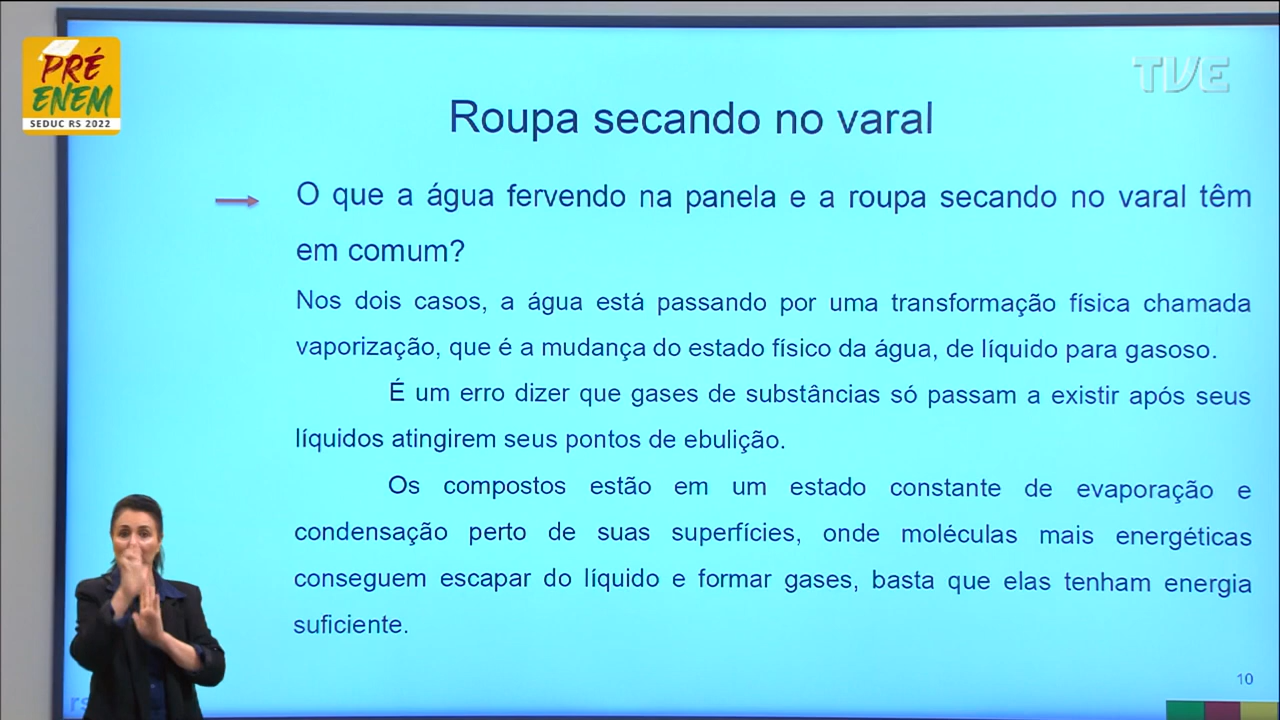 PRÉ
ENEM
SEDUC RS 2022
TVE
Roupa secando no varal
O que a água fervendo na panela e a roupa secando no varal têm
em comum?
Nos dois casos, a água está passando por uma transformação física chamada
vaporização, que é a mudança do estado físico da água, de líquido para gasoso.
É um erro dizer que gases de substâncias só passam a existir após seus
líquidos atingirem seus pontos de ebulição.
Os compostos estão em um estado constante de evaporação e
condensação perto de suas superfícies, onde moléculas mais energéticas
conseguem escapar do líquido e formar gases, basta que elas tenham energia
suficiente.
10